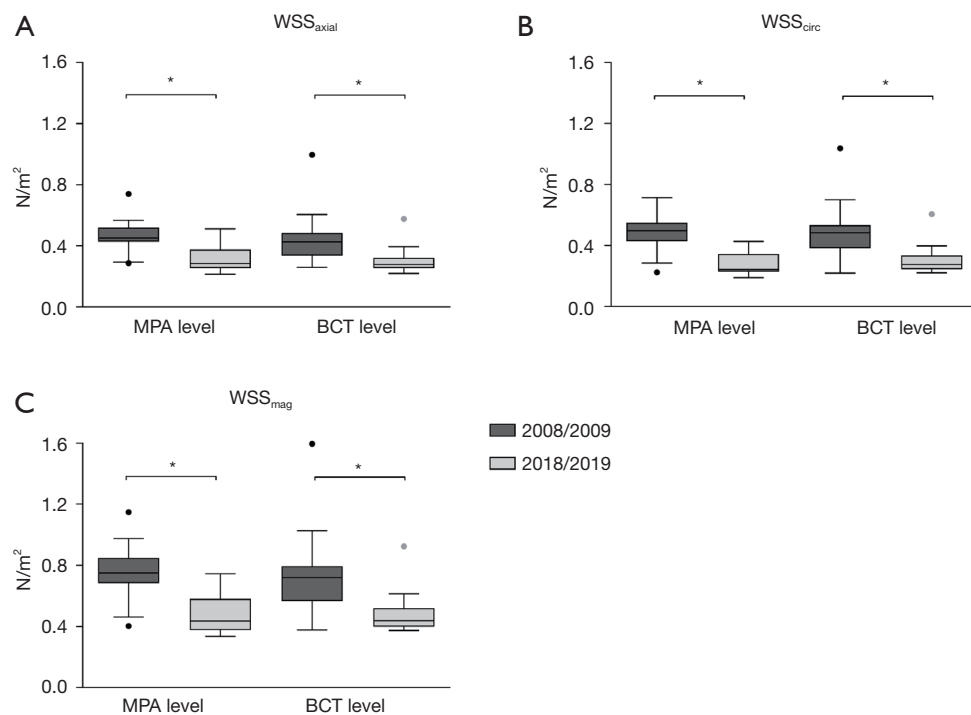 A
WSSaxial
N/m²
1.6
1.2
0.8
0.4
0.0
*
*
MPA level
BCT level
B
WSScirc
N/m²
1.6
1.2
0.8
0.4
0.0
*
*
MPA level
BCT level
C
WSSmag
N/m²
1.6
1.2
0.8
0.4
0.0
*
*
MPA level
BCT level
2008/2009
2018/2019